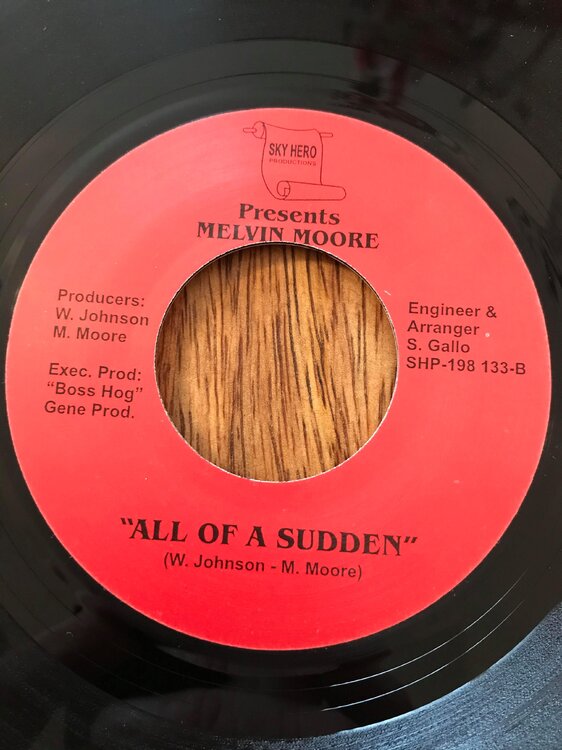 SKY HERO
PRODUCTIONS
Presents
MELVIN MOORE
Producers:
W. Johnson
M. Moore
Exec. Prod:
“Boss Hog”
Gene Prod.
Engineer &
Arranger
S. Gallo
SHP-198 133-B
"ALL OF A SUDDEN"
(W. Johnson - M. Moore)